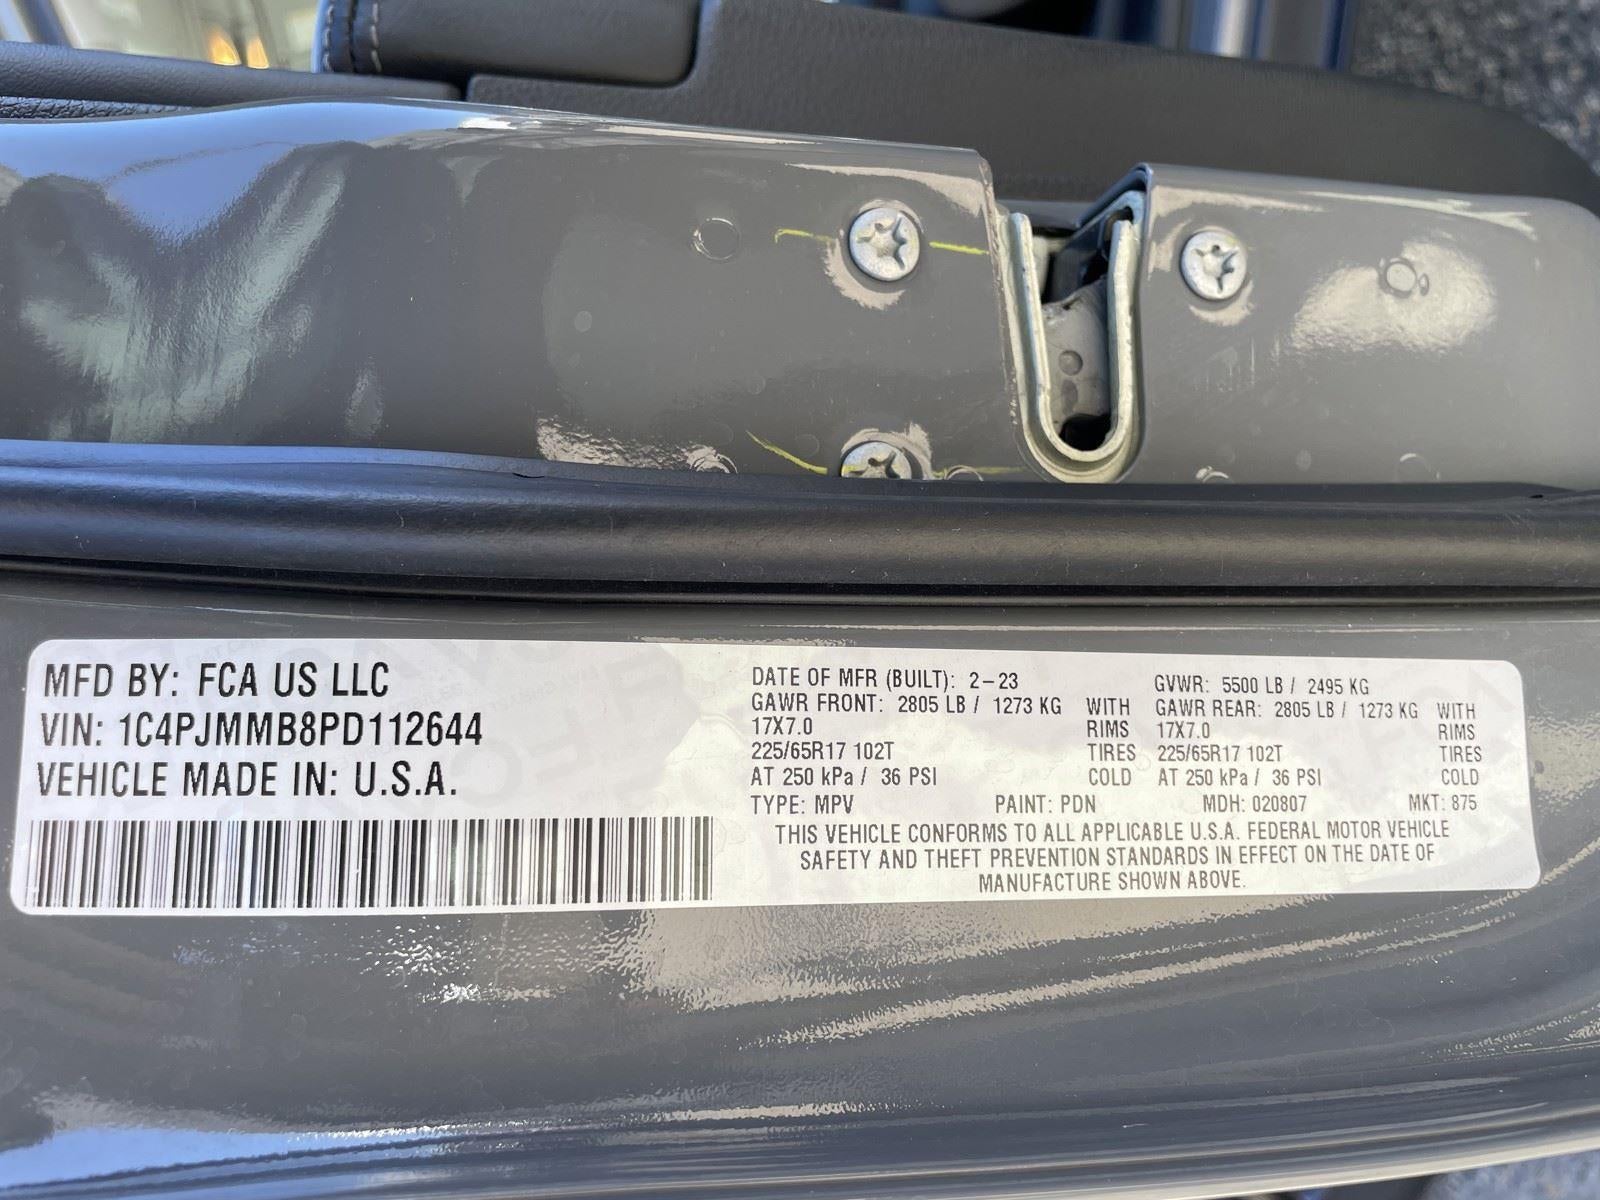 MFD BY: FCA US LLC
VIN: 1C4PJMMB8PD112644
VEHICLE MADE IN: U.S.A.
DATE OF MFR (BUILT): 2-23 GVWR: 5500 LB / 2495 KG
GAWR FRONT: 2805 LB / 1273 KG WITH GAWR REAR: 2805 LB / 1273 KG WITH
17X7.0 RIMS 17X7.0 RIMS
225/65R17 102T TIRES 225/65R17 102T TIRES
AT 250 kPa / 36 PSI COLD AT 250 kPa / 36 PSI COLD
TYPE: MPV PAINT: PDN MDH: 020807 MKT: 875
THIS VEHICLE CONFORMS TO ALL APPLICABLE U.S.A. FEDERAL MOTOR VEHICLE
SAFETY AND THEFT PREVENTION STANDARDS IN EFFECT ON THE DATE OF
MANUFACTURE SHOWN ABOVE.